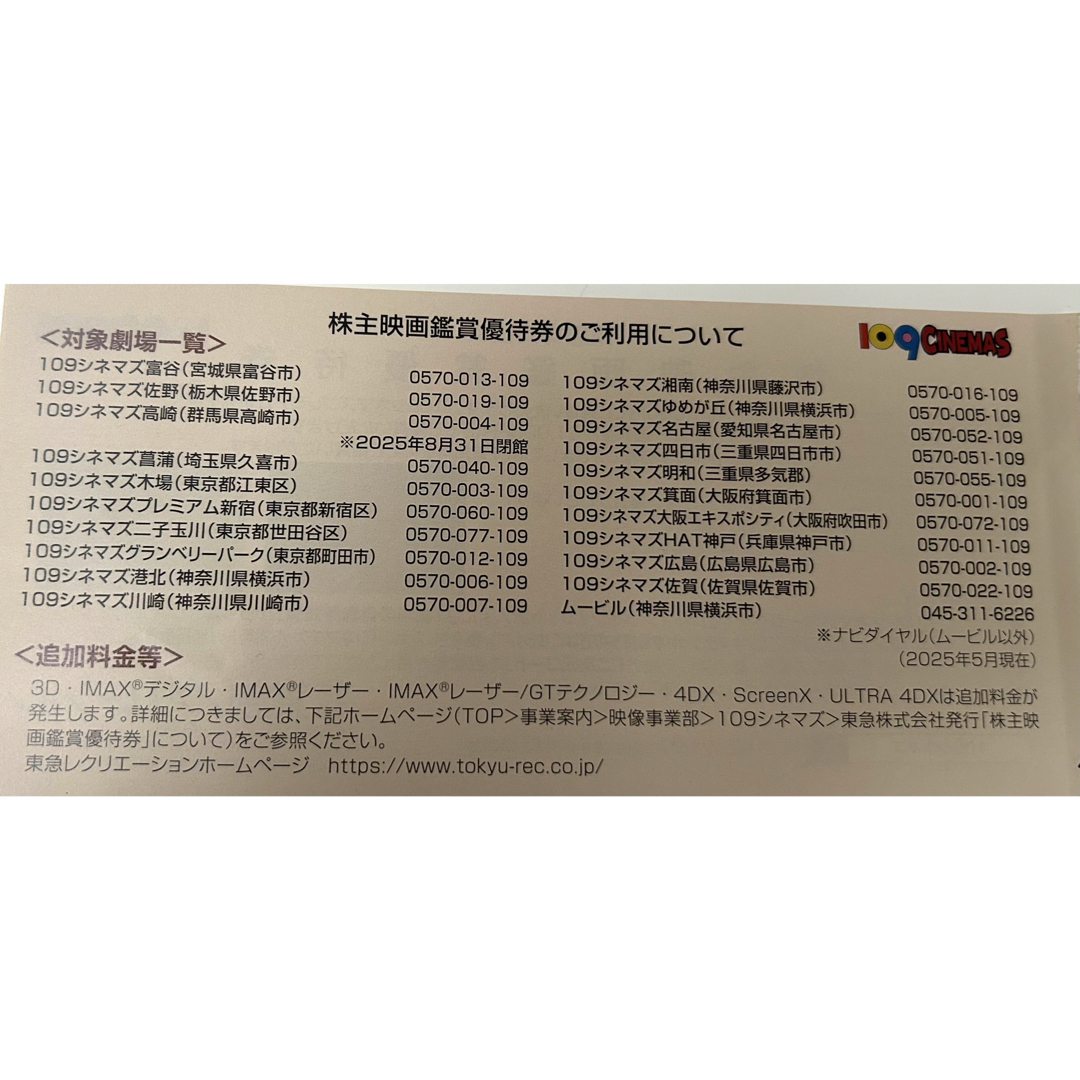 株主映画鑑賞優待券のご利用について
109CINEMAS
＜対象劇場一覧＞
109シネマズ富谷(宮城県富谷市) 0570-013-109
109シネマズ佐野(栃木県佐野市) 0570-019-109
109シネマズ高崎(群馬県高崎市) 0570-004-109
※2025年8月31日閉館
109シネマズ菖蒲(埼玉県久喜市) 0570-040-109
109シネマズ木場(東京都江東区) 0570-003-109
109シネマズプレミアム新宿(東京都新宿区) 0570-060-109
109シネマズ二子玉川(東京都世田谷区) 0570-077-109
109シネマズグランベリーパーク(東京都町田市) 0570-012-109
109シネマズ港北(神奈川県横浜市) 0570-006-109
109シネマズ川崎(神奈川県川崎市) 0570-007-109
109シネマズ湘南(神奈川県藤沢市) 0570-016-109
109シネマズゆめが丘(神奈川県横浜市) 0570-005-109
109シネマズ名古屋(愛知県名古屋市) 0570-052-109
109シネマズ四日市(三重県四日市市) 0570-051-109
109シネマズ明和(三重県多気郡) 0570-055-109
109シネマズ箕面(大阪府箕面市) 0570-001-109
109シネマズ大阪エキスポシティ(大阪府吹田市) 0570-072-109
109シネマズHAT神戸(兵庫県神戸市) 0570-011-109
109シネマズ広島(広島県広島市) 0570-002-109
109シネマズ佐賀(佐賀県佐賀市) 0570-022-109
ムービル(神奈川県横浜市) 045-311-6226
※ナビダイヤル(ムービル以外)
(2025年5月現在)
＜追加料金等＞
3D・IMAX®デジタル・IMAX®レーザー・IMAX®レーザー/GTテクノロジー・4DX・ScreenX・ULTRA 4DXは追加料金が
発生します。詳細につきましては、下記ホームページ(TOP>事業案内>映像事業部>109シネマズ>東急株式会社発行「株主映
画鑑賞優待券」について)をご参照ください。
東急レクリエーションホームページ https://www.tokyu-rec.co.jp/